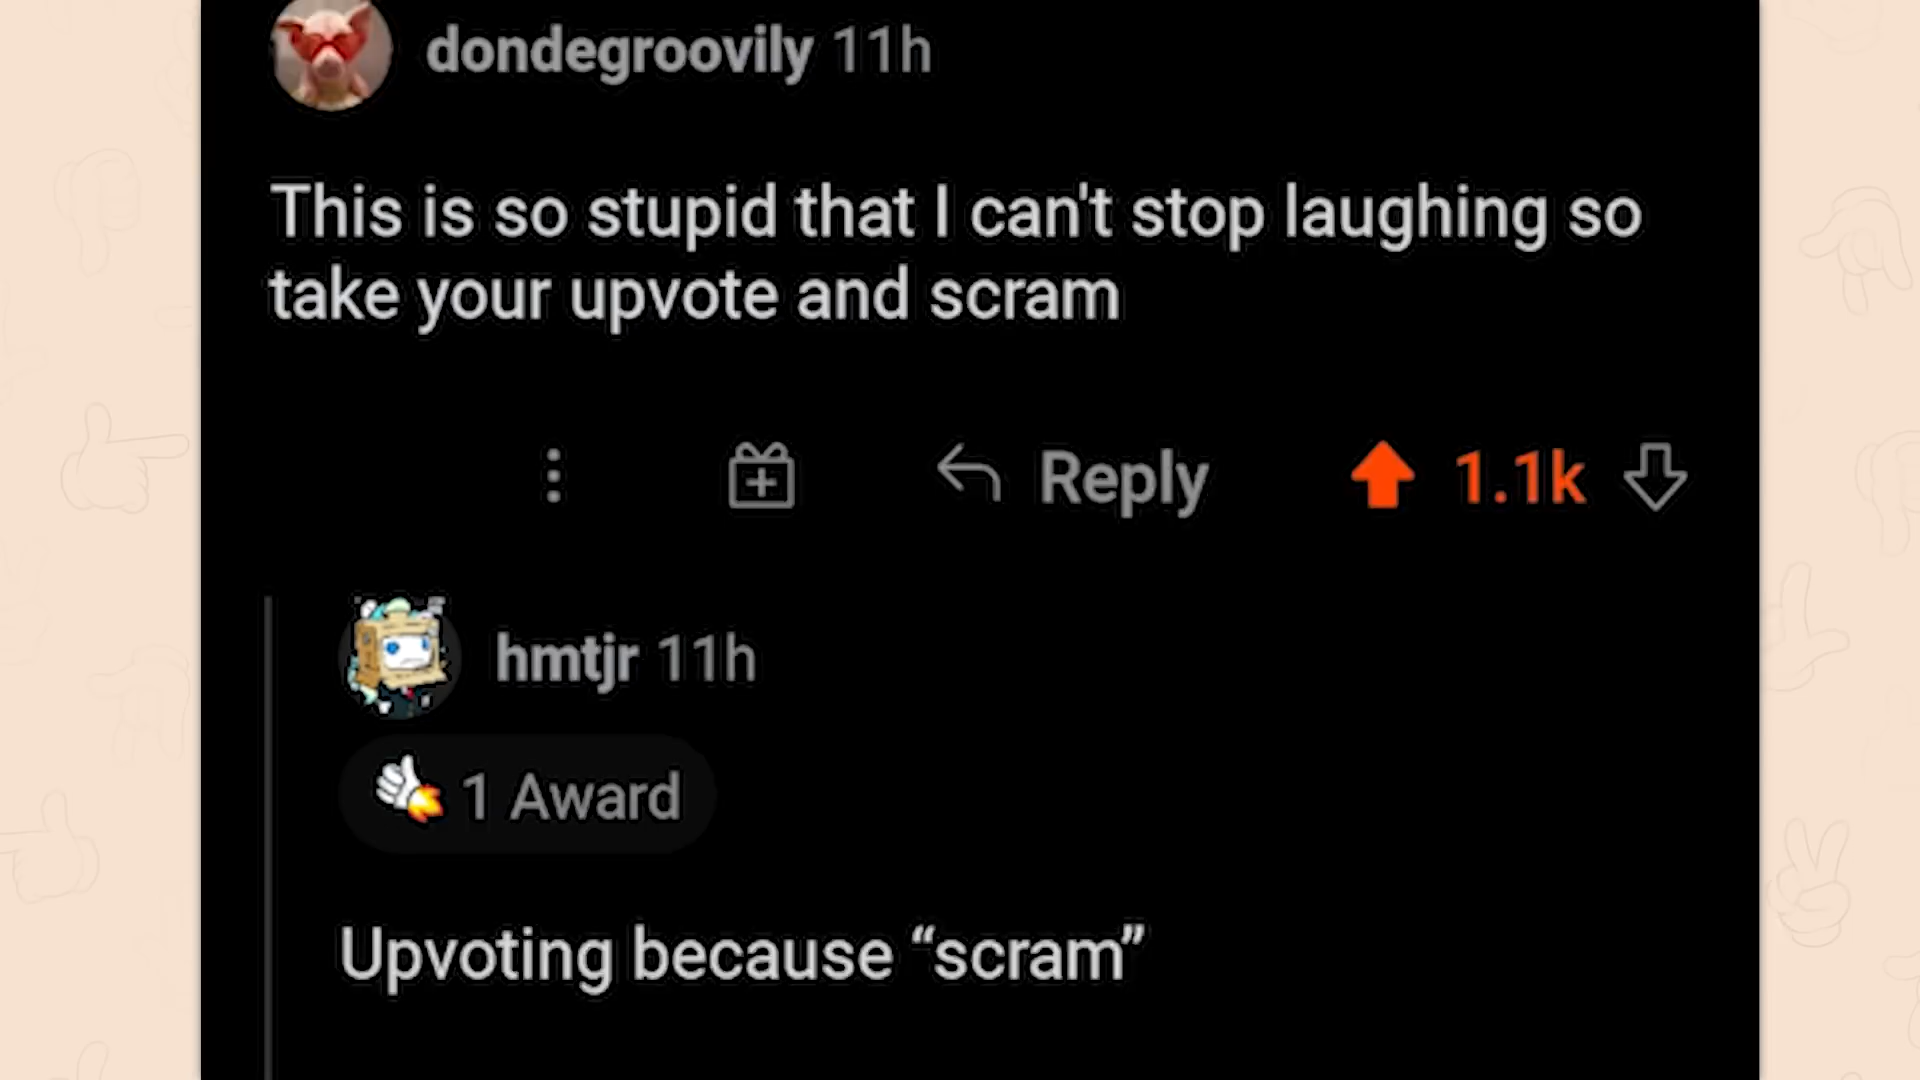 dondegroovily 11h
This is so stupid that I can't stop laughing so
take your upvote and scram
Reply 1.1k
hmtjr 11h
1 Award
Upvoting because “scram”